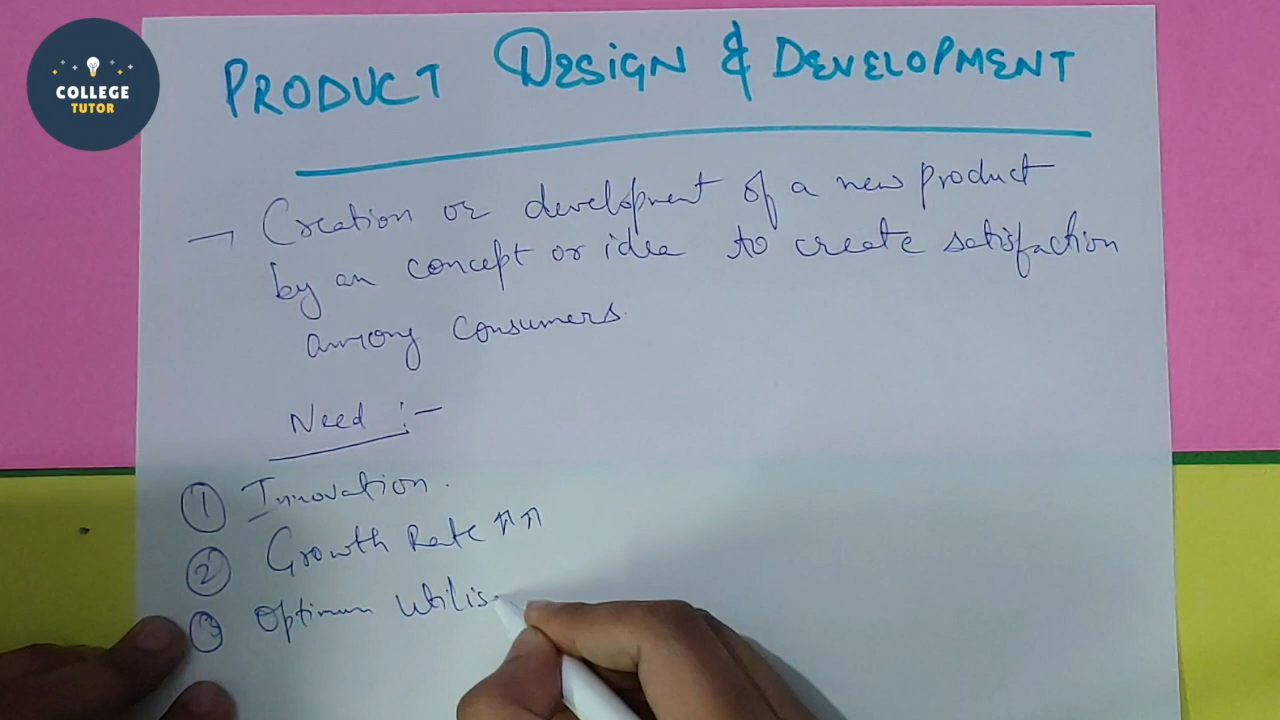 COLLEGE
TUTOR
PRODUCT DESIGN & DEVELOPMENT
→ Creation or development of a new product
by an concept or idea to create satisfaction
among consumers.
Need :-
① Innovation.
② Growth Rate ↑↑
③ Optimum Utilis